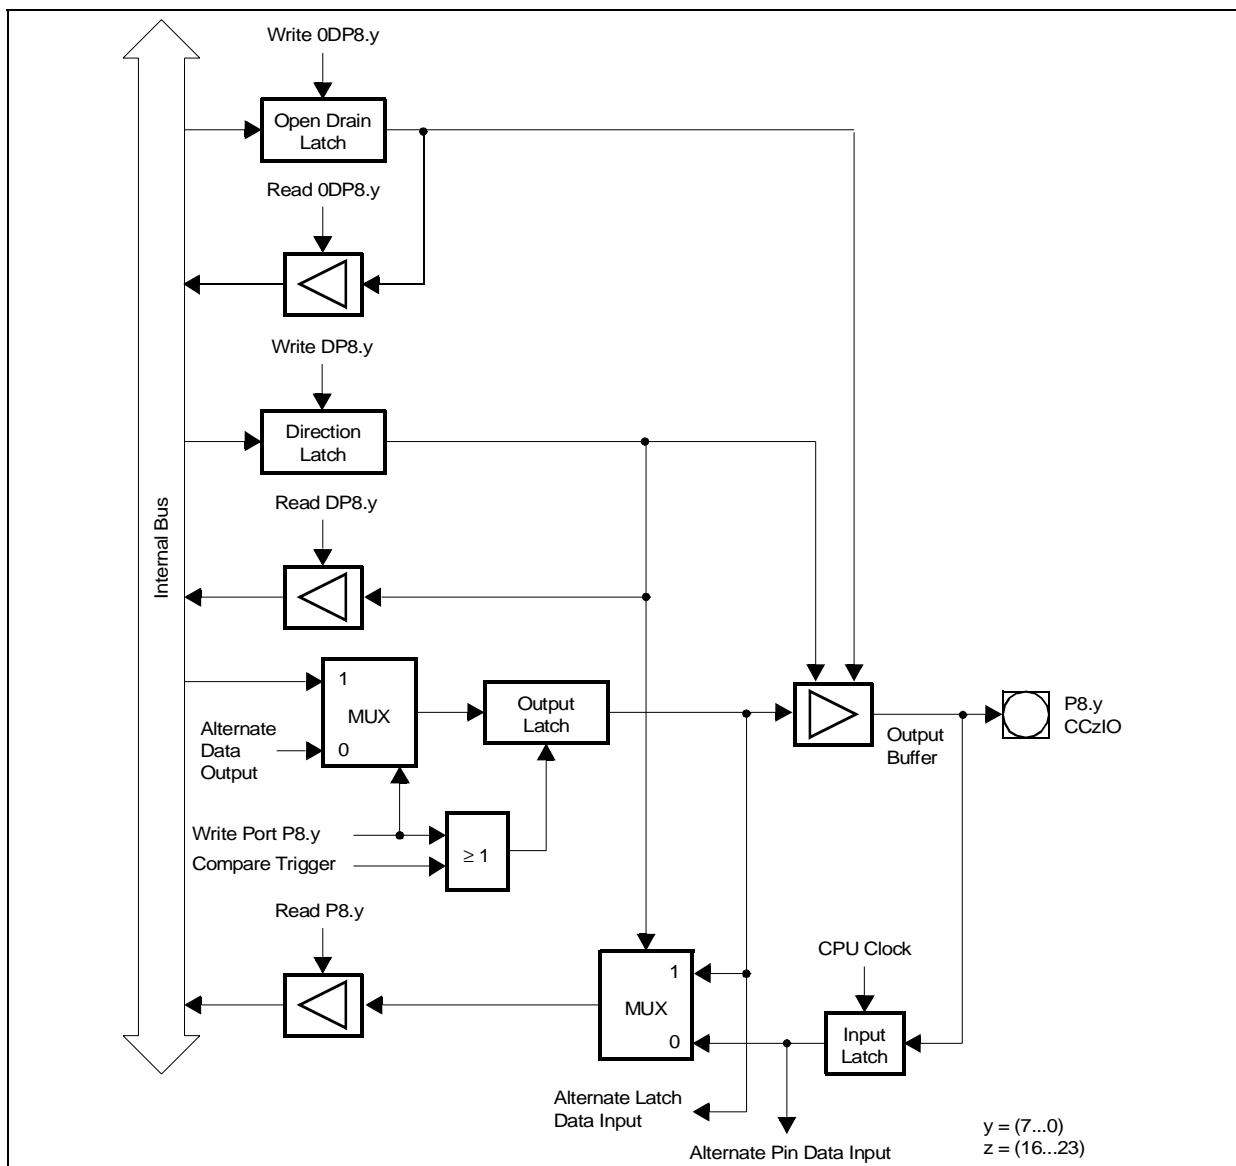 Write 0DP8.y
Open Drain
Latch
Read 0DP8.y
Write DP8.y
Direction
Latch
Read DP8.y
Internal Bus
1
MUX
0
Alternate
Data
Output
Output
Latch
Output
Buffer
P8.y
CCzIO
Write Port P8.y
Compare Trigger
≥ 1
Read P8.y
1
MUX
0
CPU Clock
Input
Latch
Alternate Latch
Data Input
Alternate Pin Data Input
y = (7...0)
z = (16...23)